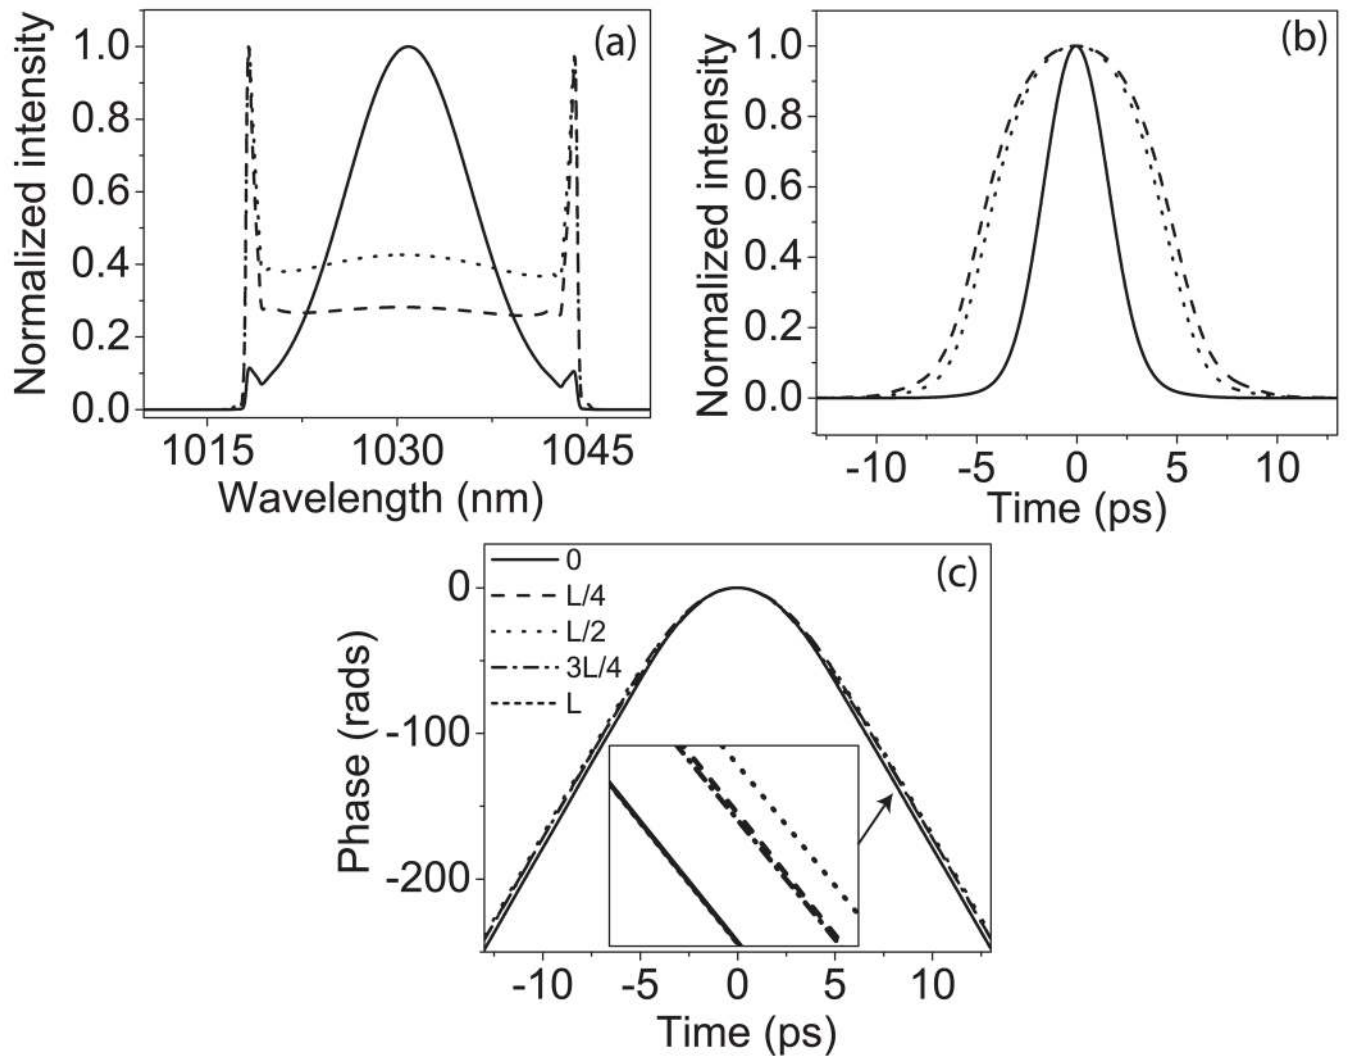 (a)
Normalized intensity
1.0
0.8
0.6
0.4
0.2
0.0
1015 1030 1045
Wavelength (nm)
(b)
Normalized intensity
1.0
0.8
0.6
0.4
0.2
0.0
-10 -5 0 5 10
Time (ps)
(c)
0
L/4
L/2
3L/4
L
Phase (rads)
0
-100
-200
-10 -5 0 5 10
Time (ps)